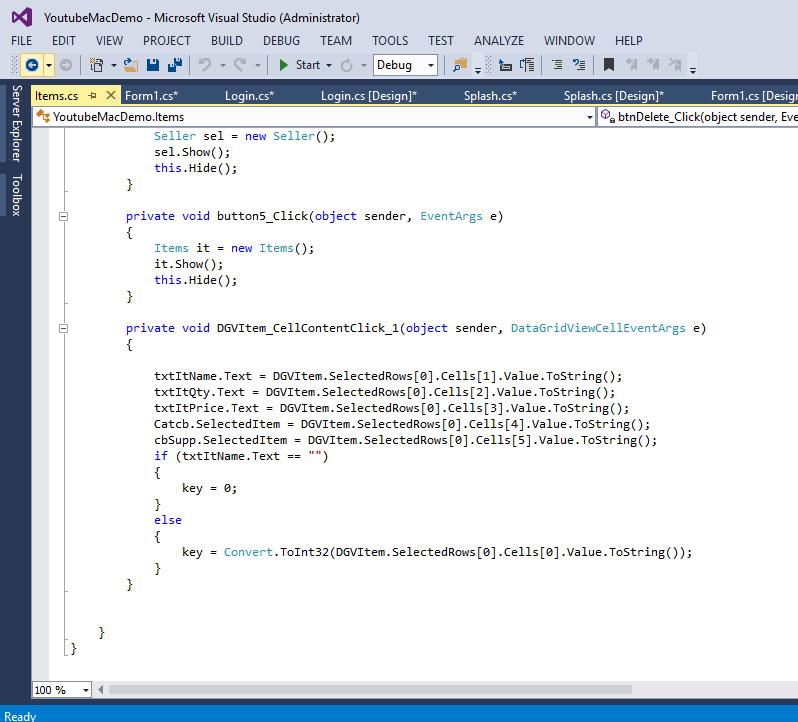 YoutubeMacDemo - Microsoft Visual Studio (Administrator)
FILE EDIT VIEW PROJECT BUILD DEBUG TEAM TOOLS TEST ANALYZE WINDOW HELP
Start Debug
Items.cs Form1.cs* Login.cs* Login.cs [Design]* Splash.cs* Splash.cs [Design]* Form1.cs [Desig
Server Explorer
Toolbox
YoutubeMacDemo.Items btnDelete_Click(object sender, Eve
Seller sel = new Seller();
sel.Show();
this.Hide();
}
private void button5_Click(object sender, EventArgs e)
{
Items it = new Items();
it.Show();
this.Hide();
}
private void DGVItem_CellContentClick_1(object sender, DataGridViewCellEventArgs e)
{
txtItName.Text = DGVItem.SelectedRows[0].Cells[1].Value.ToString();
txtItQty.Text = DGVItem.SelectedRows[0].Cells[2].Value.ToString();
txtItPrice.Text = DGVItem.SelectedRows[0].Cells[3].Value.ToString();
Catcb.SelectedItem = DGVItem.SelectedRows[0].Cells[4].Value.ToString();
cbSupp.SelectedItem = DGVItem.SelectedRows[0].Cells[5].Value.ToString();
if (txtItName.Text == "")
{
key = 0;
}
else
{
key = Convert.ToInt32(DGVItem.SelectedRows[0].Cells[0].Value.ToString());
}
}
}
}
100 %
Ready